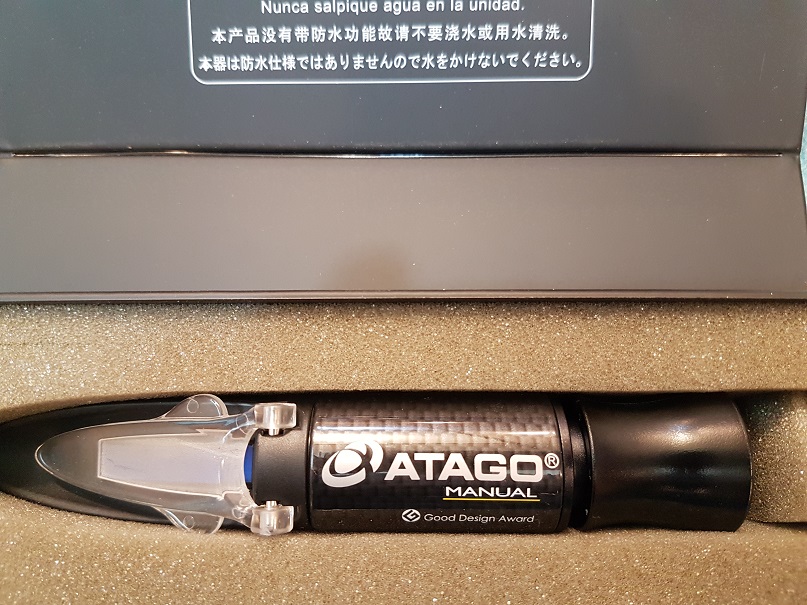 Nunca salpique agua en la unidad.
本产品没有带防水功能故请不要浇水或用水清洗。
本器は防水仕様ではありませんので水をかけないでください。
ATAGO®
MANUAL
Good Design Award